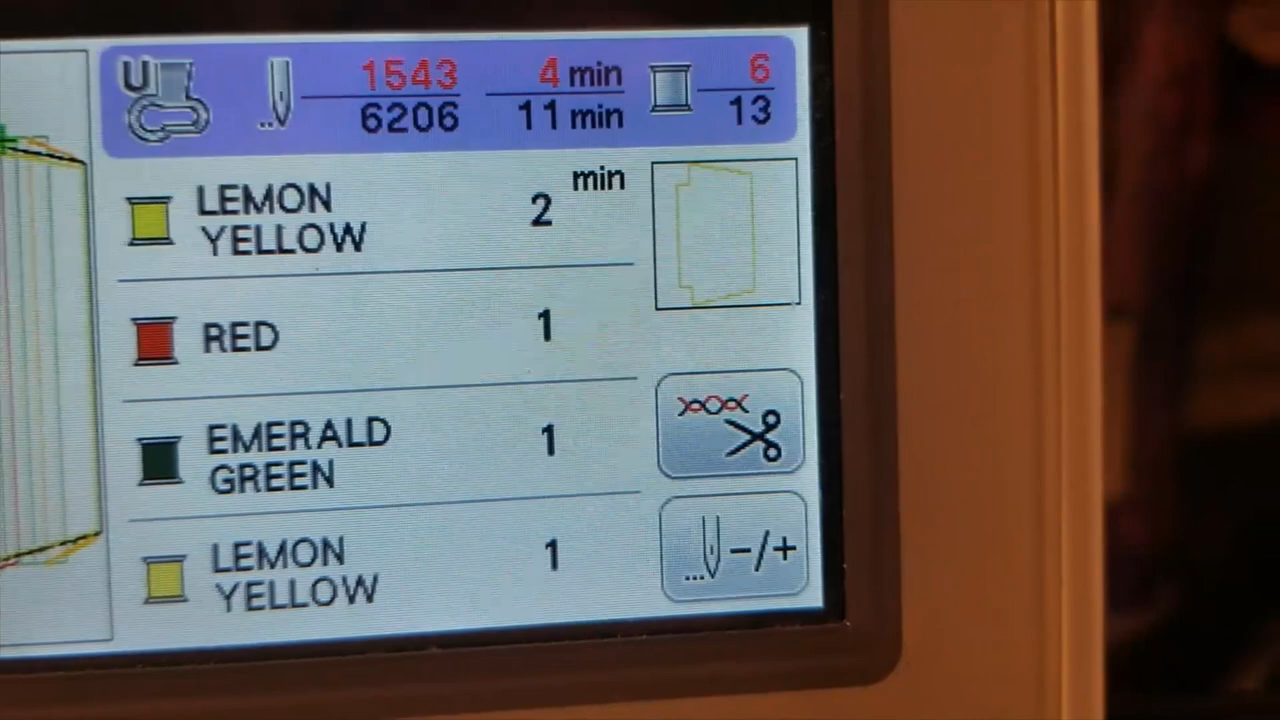 U 1543 4 min 6
6206 11 min 13
min
LEMON 2
YELLOW
RED 1
EMERALD 1
GREEN
LEMON 1
YELLOW
-/+